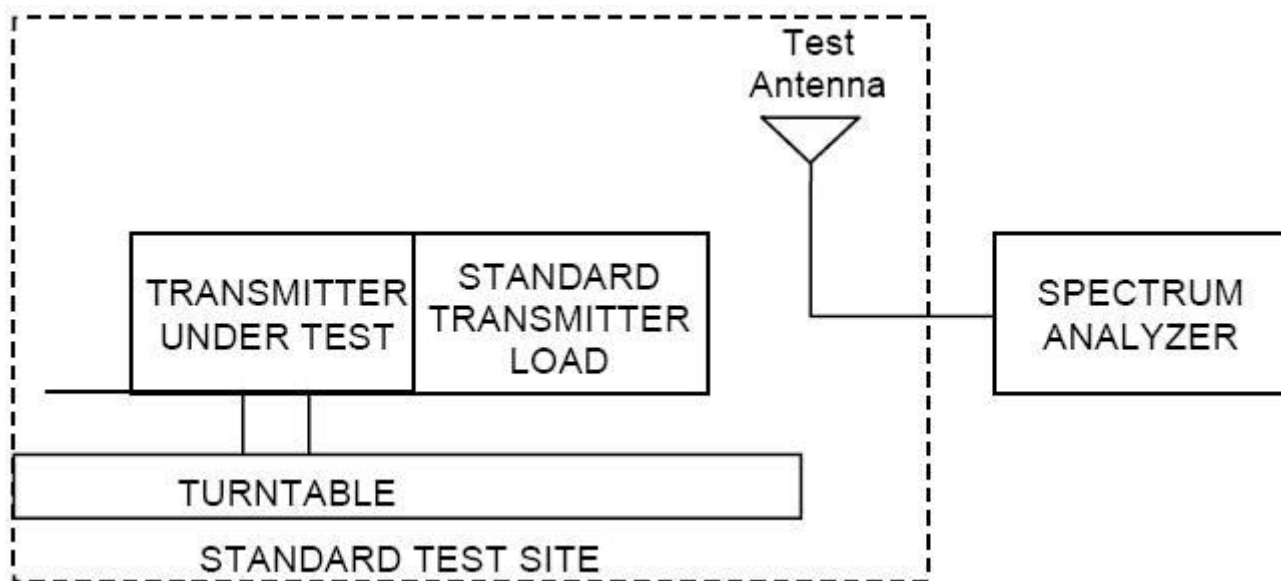 Test
Antenna
TRANSMITTER
UNDER TEST
STANDARD
TRANSMITTER
LOAD
SPECTRUM
ANALYZER
TURNTABLE
STANDARD TEST SITE